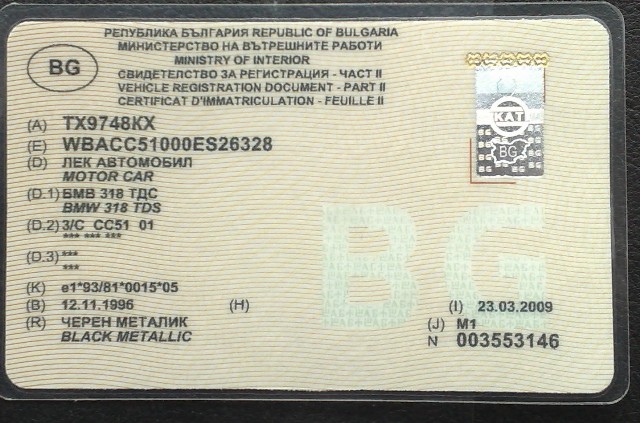 РЕПУБЛИКА БЪЛГАРИЯ REPUBLIC OF BULGARIA
МИНИСТЕРСТВО НА ВЪТРЕШНИТЕ РАБОТИ
MINISTRY OF INTERIOR
BG
СВИДЕТЕЛСТВО ЗА РЕГИСТРАЦИЯ - ЧАСТ II
VEHICLE REGISTRATION DOCUMENT - PART II
CERTIFICAT D'IMMATRICULATION - FEUILLE II
КАТ
BG
(A) ТХ9748КХ
(E) WBACC51000ES26328
(D) ЛЕК АВТОМОБИЛ
MOTOR CAR
(D.1) БМВ 318 ТДС
BMW 318 TDS
(D.2) 3/C CC51 01
*** *** ***
(D.3) ***
***
BG
(K) e1*93/81*0015*05
(B) 12.11.1996 (H) (I) 23.03.2009
(R) ЧЕРЕН МЕТАЛИК (J) M1
BLACK METALLIC N 003553146